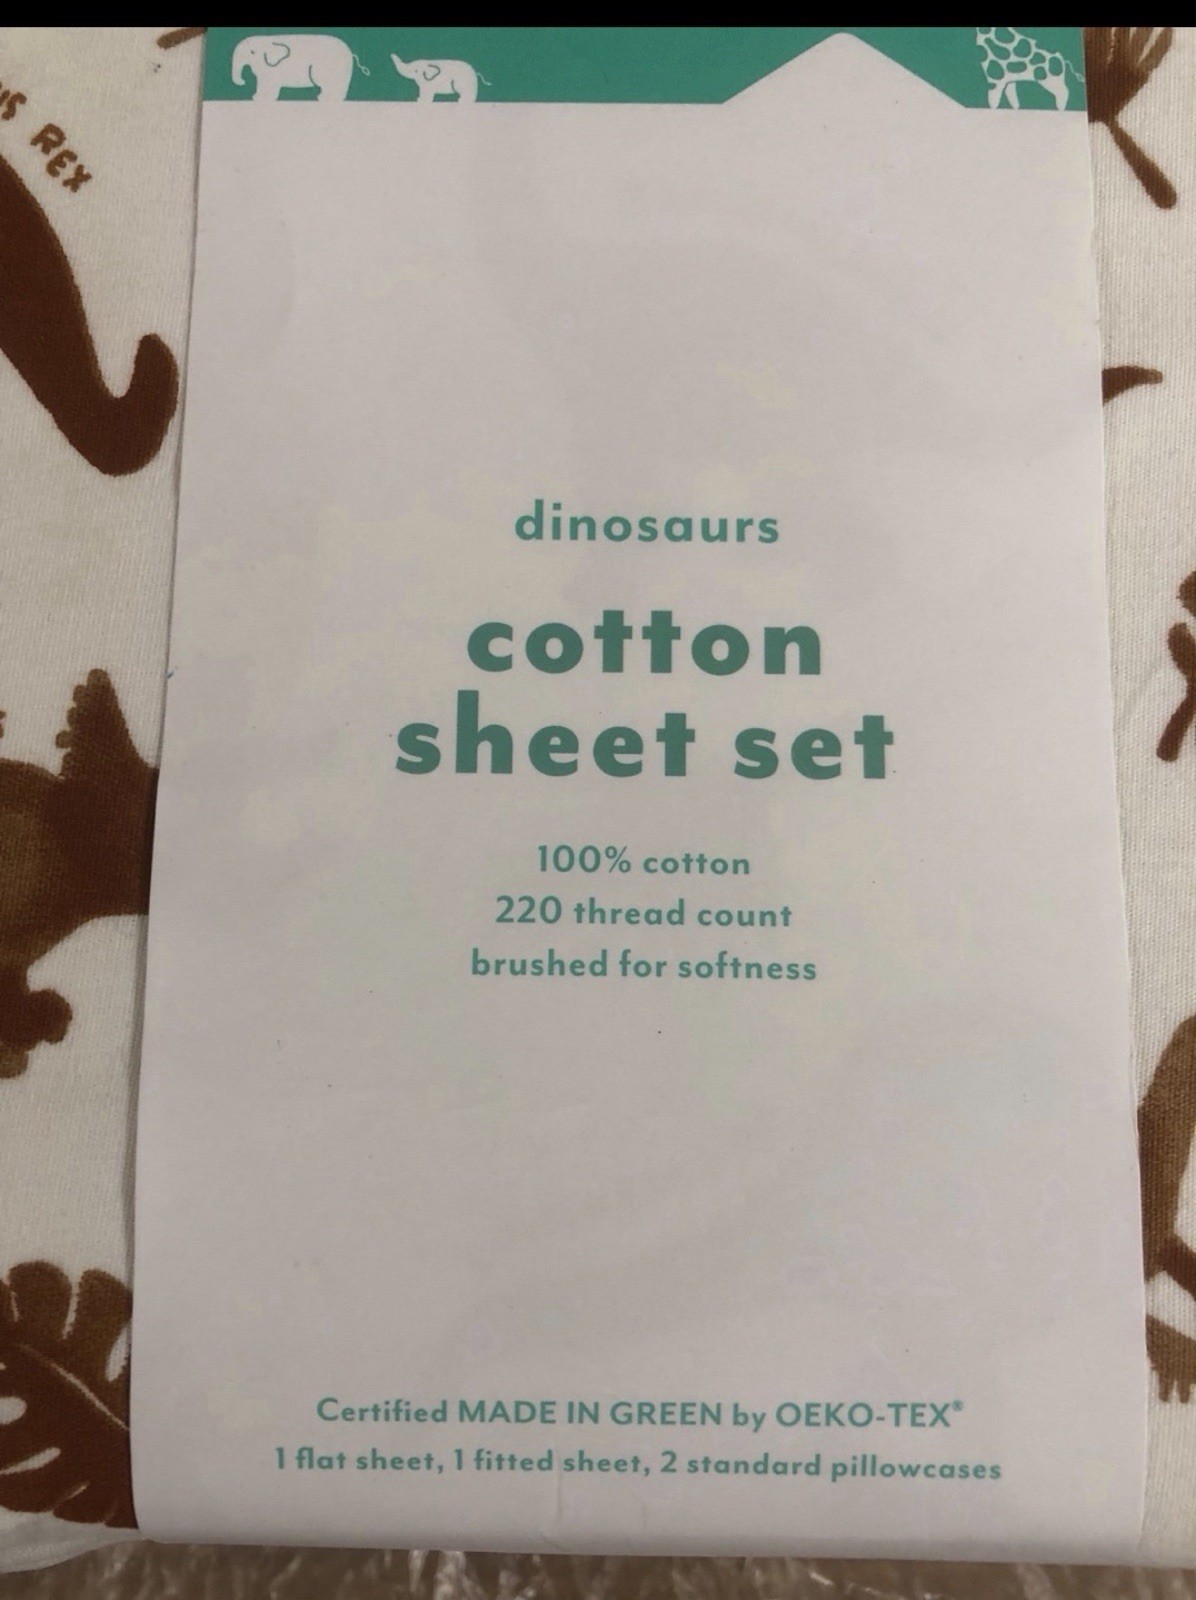 REX
dinosaurs
cotton
sheet set
100% cotton
220 thread count
brushed for softness
Certified MADE IN GREEN by OEKO-TEX®
1 flat sheet, 1 fitted sheet, 2 standard pillowcases